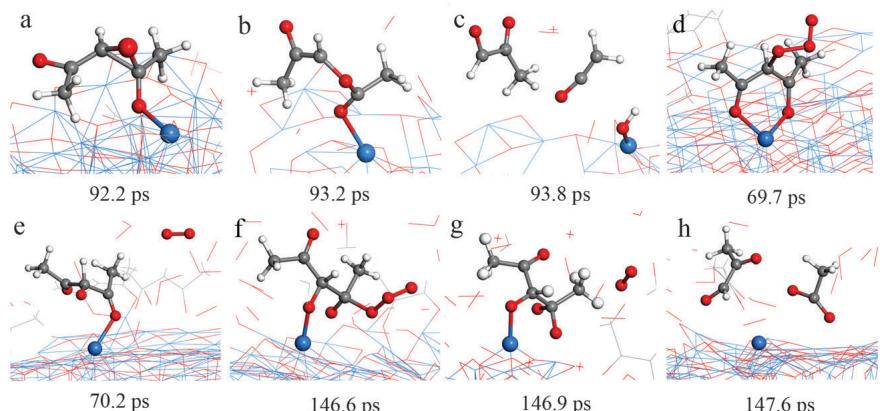 a
b
c
d
92.2 ps
93.2 ps
93.8 ps
69.7 ps
e
f
g
h
70.2 ps
146.6 ps
146.9 ps
147.6 ps